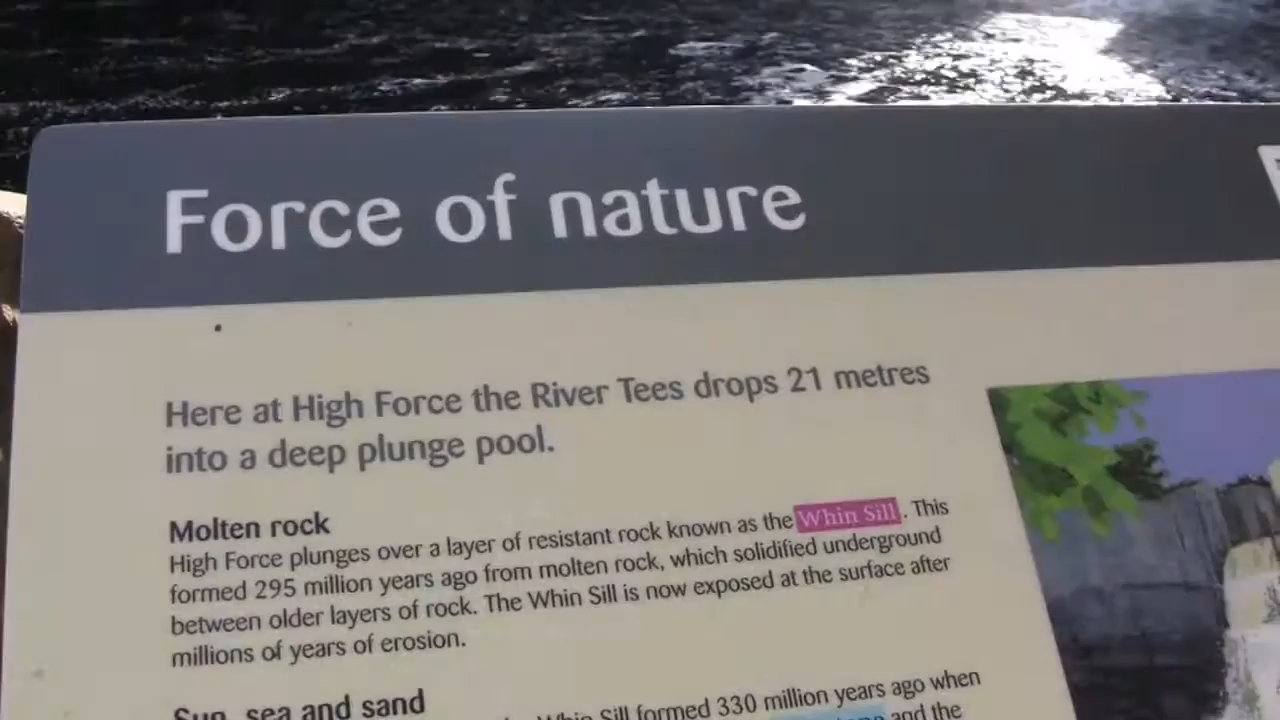 Force of nature
Here at High Force the River Tees drops 21 metres
into a deep plunge pool.
Molten rock
High Force plunges over a layer of resistant rock known as the Whin Sill. This
formed 295 million years ago from molten rock, which solidified underground
between older layers of rock. The Whin Sill is now exposed at the surface after
millions of years of erosion.
Sun, sea and sand
Whin Sill formed 330 million years ago when
and the